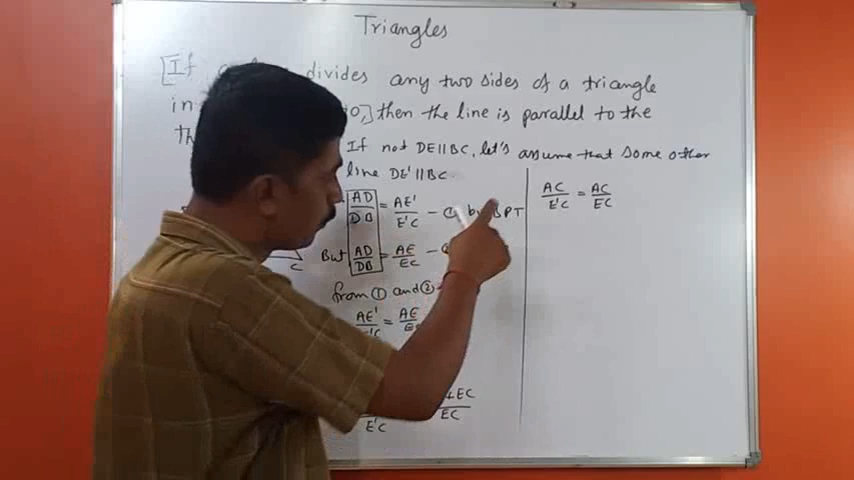 Triangles
[If divides any two sides of a triangle
in then the line is parallel to the
If not DE||BC, let's assume that some other
line DE'||BC.
AD/DB = AE'/E'C - ① by BPT
C But AD/DB = AE/EC -
from ① and ②
AE'/E'C = AE/
EC
E'C EC
AC/E'C = AC/EC